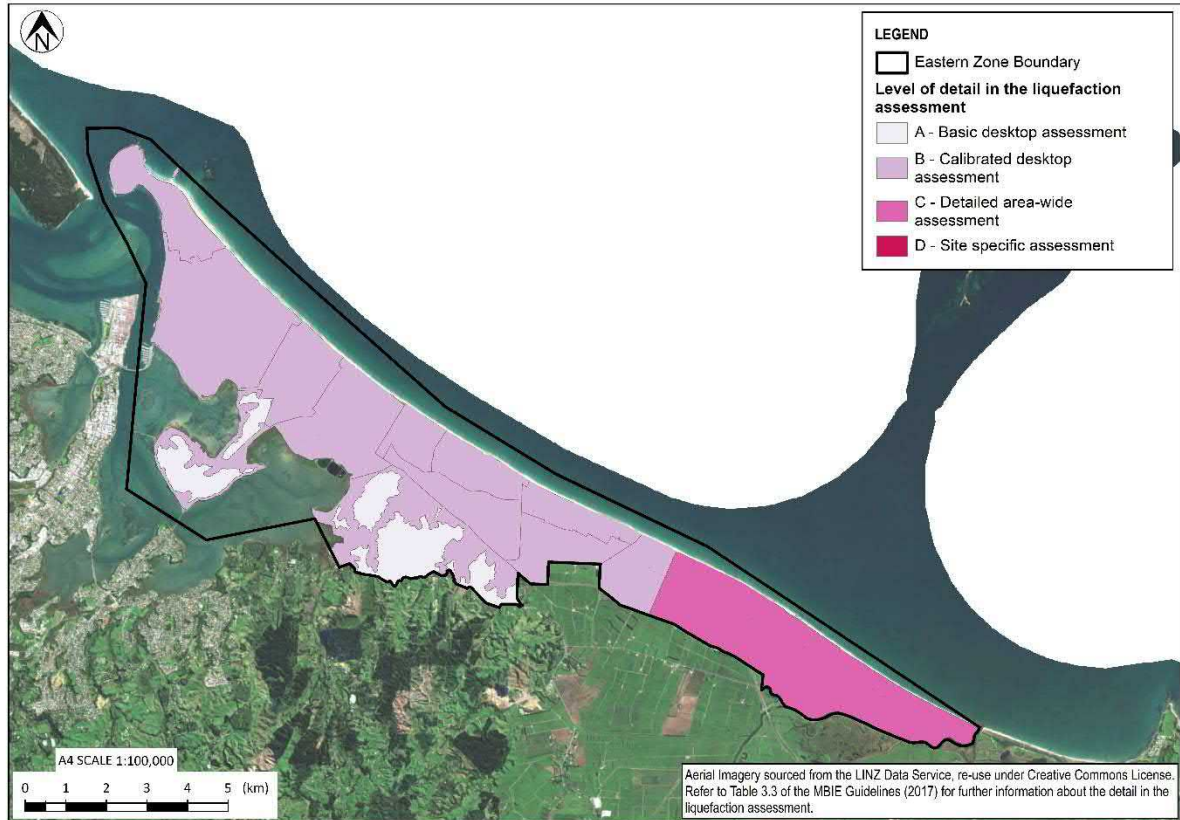 N
LEGEND
Eastern Zone Boundary
Level of detail in the liquefaction
assessment
A - Basic desktop assessment
B - Calibrated desktop
assessment
C - Detailed area-wide
assessment
D - Site specific assessment
A4 SCALE 1:100,000
0 1 2 3 4 5 (km)
Aerial Imagery sourced from the LINZ Data Service, re-use under Creative Commons License.
Refer to Table 3.3 of the MBIE Guidelines (2017) for further information about the detail in the
liquefaction assessment.